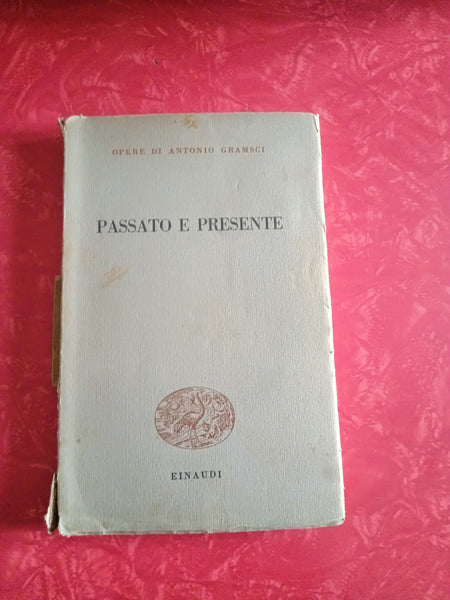 OPERE DI ANTONIO GRAMSCI
PASSATO E PRESENTE
EINAUDI